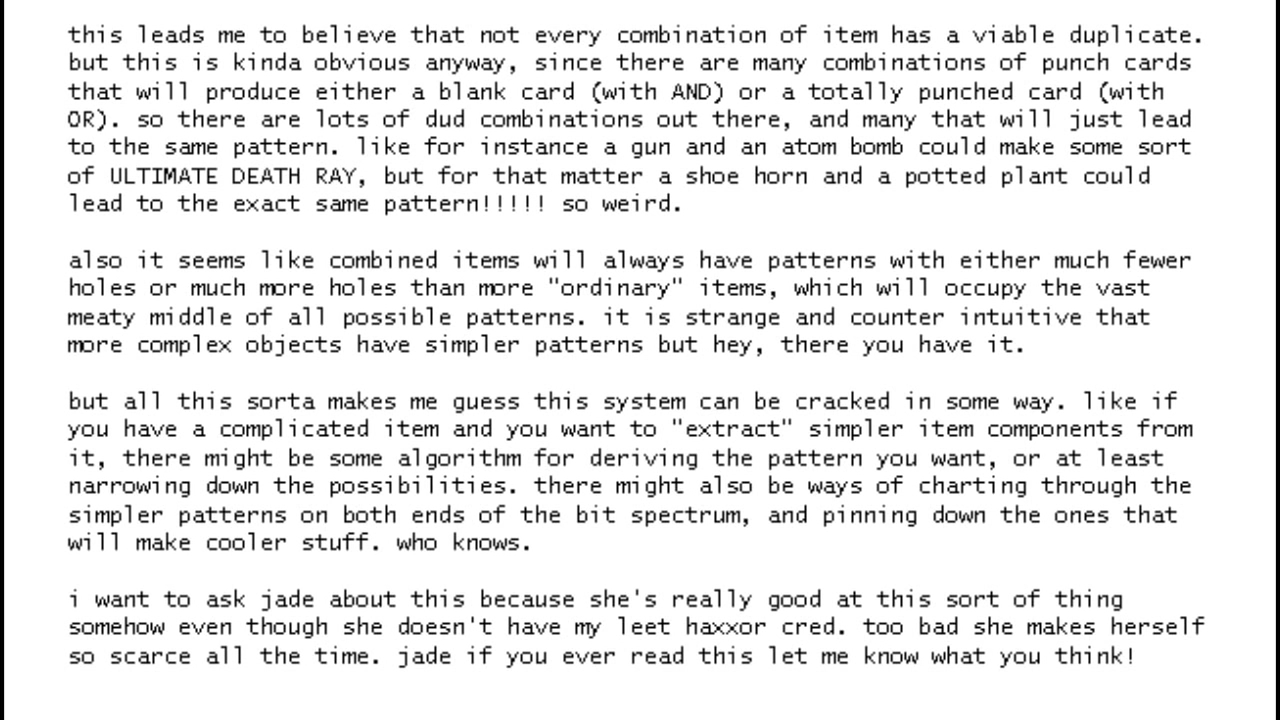 this leads me to believe that not every combination of item has a viable duplicate.
but this is kinda obvious anyway, since there are many combinations of punch cards
that will produce either a blank card (with AND) or a totally punched card (with
OR). so there are lots of dud combinations out there, and many that will just lead
to the same pattern. like for instance a gun and an atom bomb could make some sort
of ULTIMATE DEATH RAY, but for that matter a shoe horn and a potted plant could
lead to the exact same pattern!!!!! so weird.
also it seems like combined items will always have patterns with either much fewer
holes or much more holes than more "ordinary" items, which will occupy the vast
meaty middle of all possible patterns. it is strange and counter intuitive that
more complex objects have simpler patterns but hey, there you have it.
but all this sorta makes me guess this system can be cracked in some way. like if
you have a complicated item and you want to "extract" simpler item components from
it, there might be some algorithm for deriving the pattern you want, or at least
narrowing down the possibilities. there might also be ways of charting through the
simpler patterns on both ends of the bit spectrum, and pinning down the ones that
will make cooler stuff. who knows.
i want to ask jade about this because she's really good at this sort of thing
somehow even though she doesn't have my leet haxxor cred. too bad she makes herself
so scarce all the time. jade if you ever read this let me know what you think!